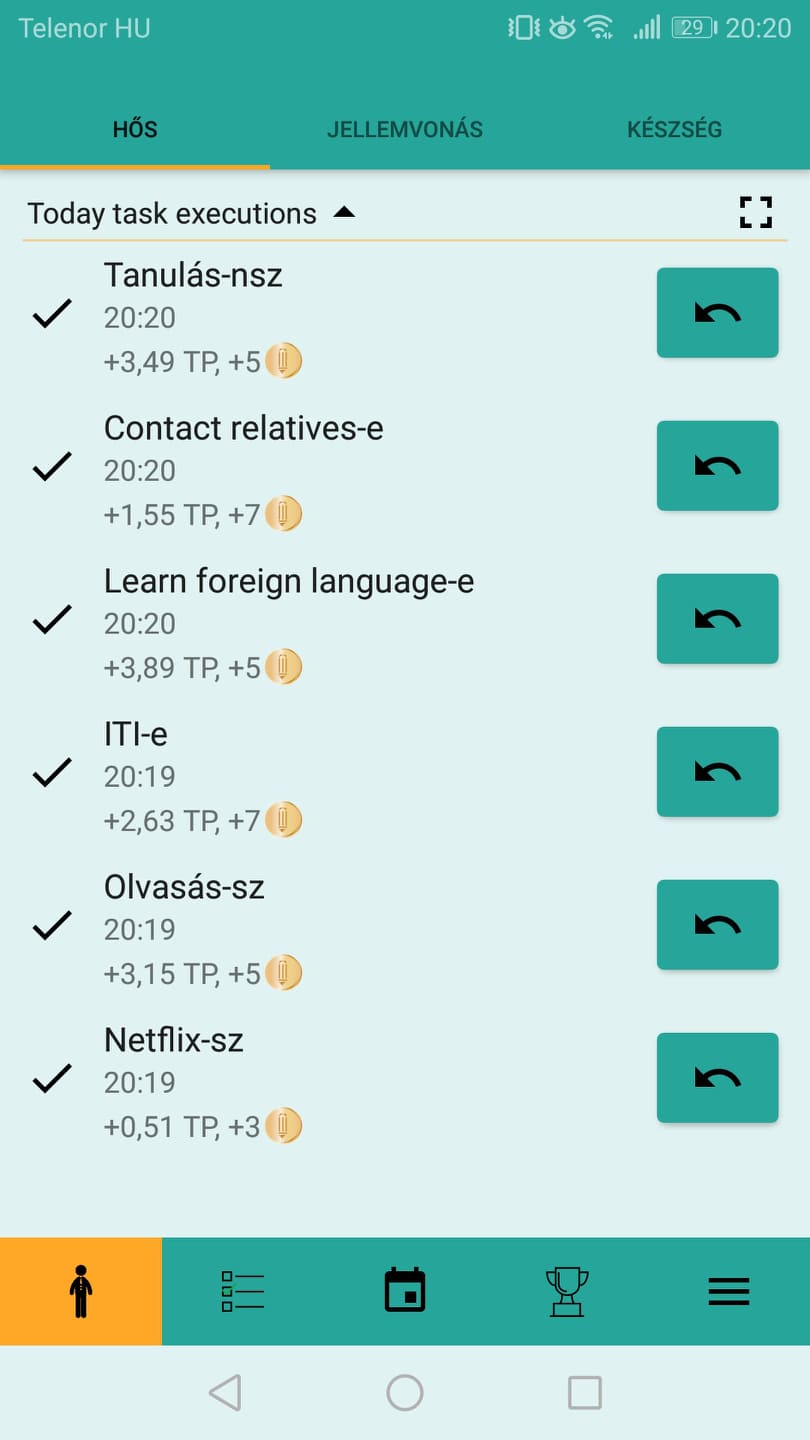 Telenor HU
29 20:20
HŐS JELLEMVONÁS KÉSZSÉG
Today task executions
Tanulás-nsz
20:20
+3,49 TP, +5
Contact relatives-e
20:20
+1,55 TP, +7
Learn foreign language-e
20:20
+3,89 TP, +5
ITI-e
20:19
+2,63 TP, +7
Olvasás-sz
20:19
+3,15 TP, +5
Netflix-sz
20:19
+0,51 TP, +3